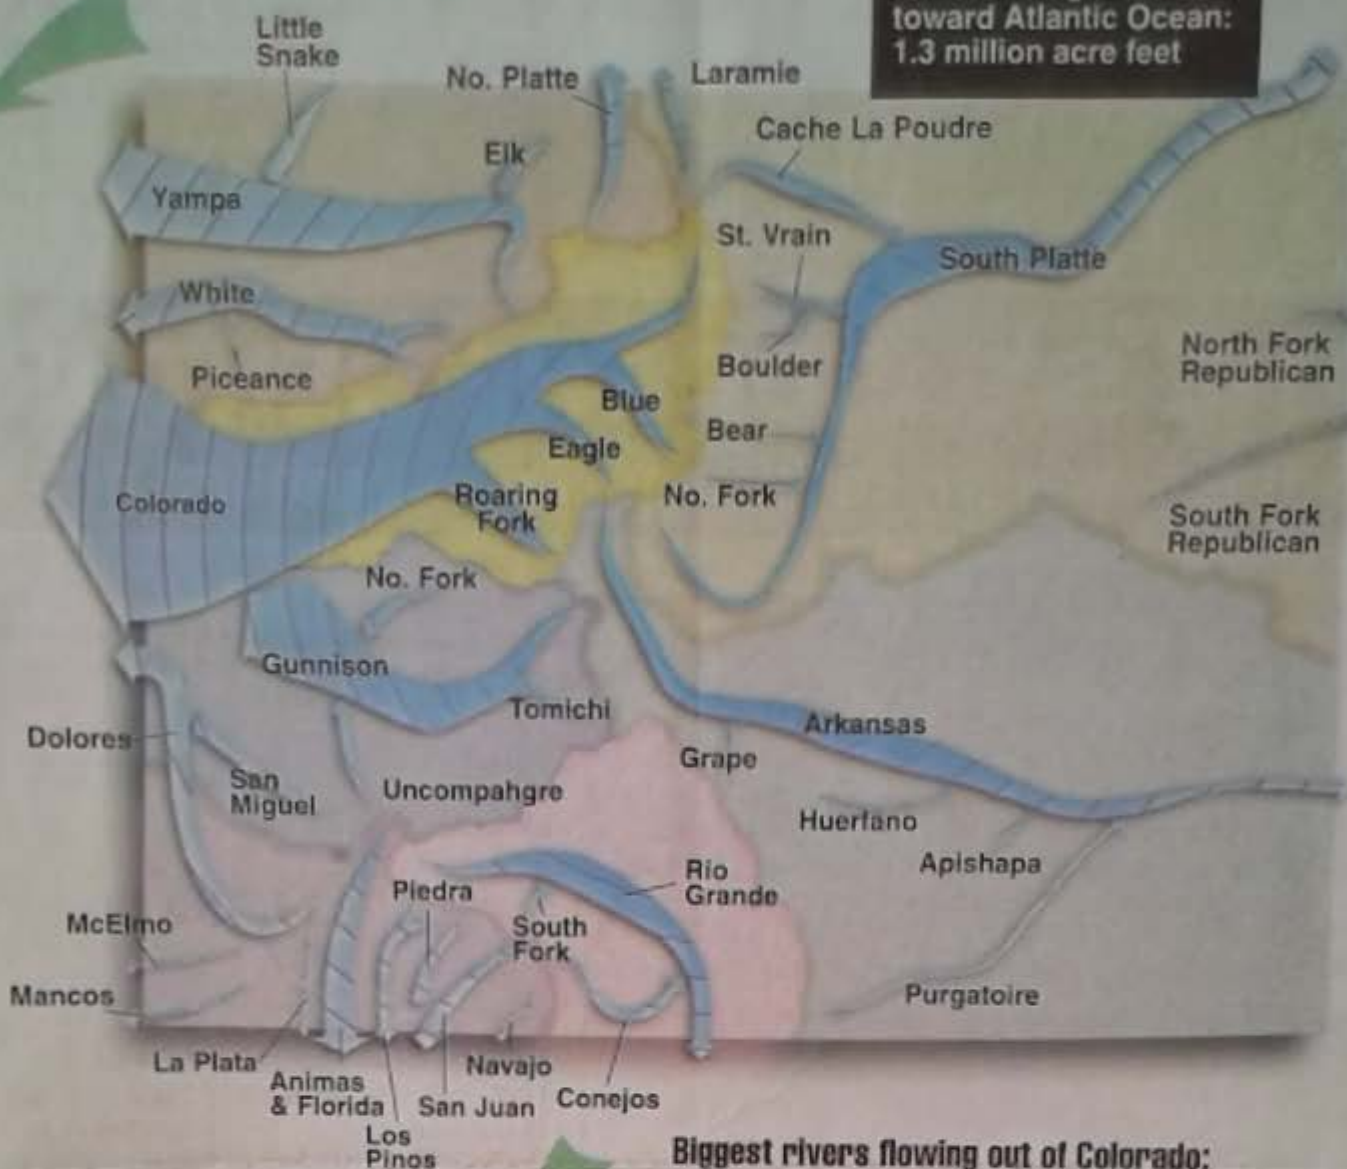 toward Atlantic Ocean:
1.3 million acre feet
Little
Snake
No. Platte
Laramie
Cache La Poudre
Elk
Yampa
St. Vrain
South Platte
White
Piceance
Boulder
North Fork
Republican
Blue
Bear
Eagle
Colorado
Roaring
Fork
No. Fork
South Fork
Republican
No. Fork
Gunnison
Tomichi
Arkansas
Dolores
Grape
San
Miguel
Uncompahgre
Huerfano
Apishapa
Rio
Grande
Piedra
McElmo
South
Fork
Mancos
Purgatoire
La Plata
Navajo
Animas
& Florida
San Juan
Conejos
Los
Pinos
Biggest rivers flowing out of Colorado: